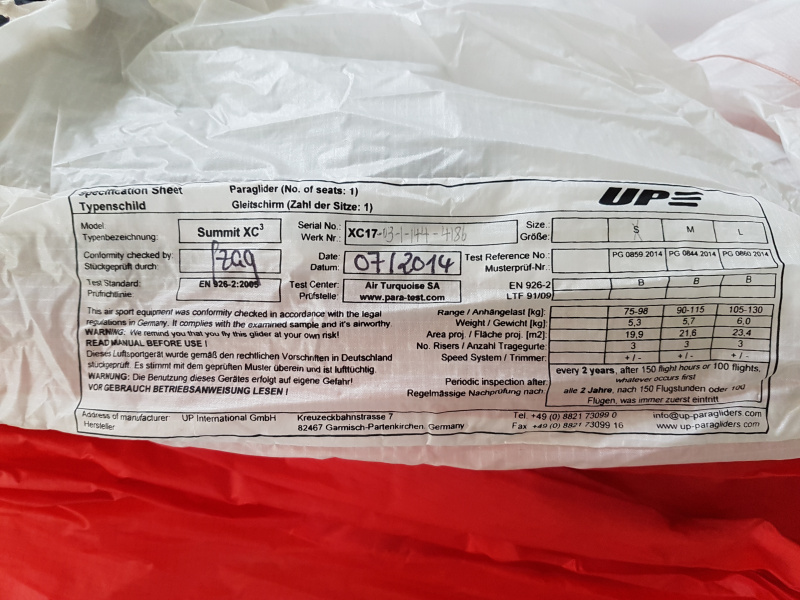 Specification Sheet Paraglider (No. of seats: 1)
Typenschild Gleitschirm (Zahl der Sitze: 1)
UP
Model
Typenbezeichnung: Summit XC³
Serial No.:
Werk Nr.: XC17-03-1-144-4186
Size:
Größe: S M L
Conformity checked by:
Stückgeprüft durch:
Date:
Datum: 07/2014
Test Reference No.:
Musterprüf-Nr.: PG 0859 2014 PG 0844 2014 PG 0860 2014
Test Standard:
Prüfrichlinie: EN 926-2:2005
Test Center:
Prüfstelle: Air Turquoise SA
www.para-test.com
EN 926-2
LTF 91/09 B B B
This air sport equipment was conformity checked in accordance with the legal
regulations in Germany. It complies with the examined sample and it's airworthy
WARNING: We remind you that you fly this glider at your own risk!
READ MANUAL BEFORE USE !
Dieses Luftsportgerät wurde gemäß den rechtlichen Vorschriften in Deutschland
stückgeprüft. Es stimmt mit dem geprüften Muster überein und ist lufttüchtig.
WARNUNG: Die Benutzung dieses Gerätes erfolgt auf eigene Gefahr!
VOR GEBRAUCH BETRIEBSANWEISUNG LESEN !
Range / Anhängelast [kg]: 75-98 90-115 105-130
Weight / Gewicht [kg]: 5,3 5,7 6,0
Area proj. / Fläche proj. [m2]: 19,9 21.6 23.4
No. Risers / Anzahl Tragegurte: 3 3 3
Speed System / Trimmer: + / - + / - + / -
Periodic inspection after:
Regelmässige Nachprüfung nach:
every 2 years, after 150 flight hours or 100 flights,
whatever occurs first
alle 2 Jahre, nach 150 Flugstunden oder 100
Flügen, was immer zuerst eintritt
Address of manufacturer UP International GmbH Kreuzeckbahnstrasse 7 Tel. +49 (0) 8821 73099 0 info@up-paragliders.com
Hersteller 82467 Garmisch-Partenkirchen, Germany Fax +49 (0) 8821 73099 16 www.up-paragliders.com